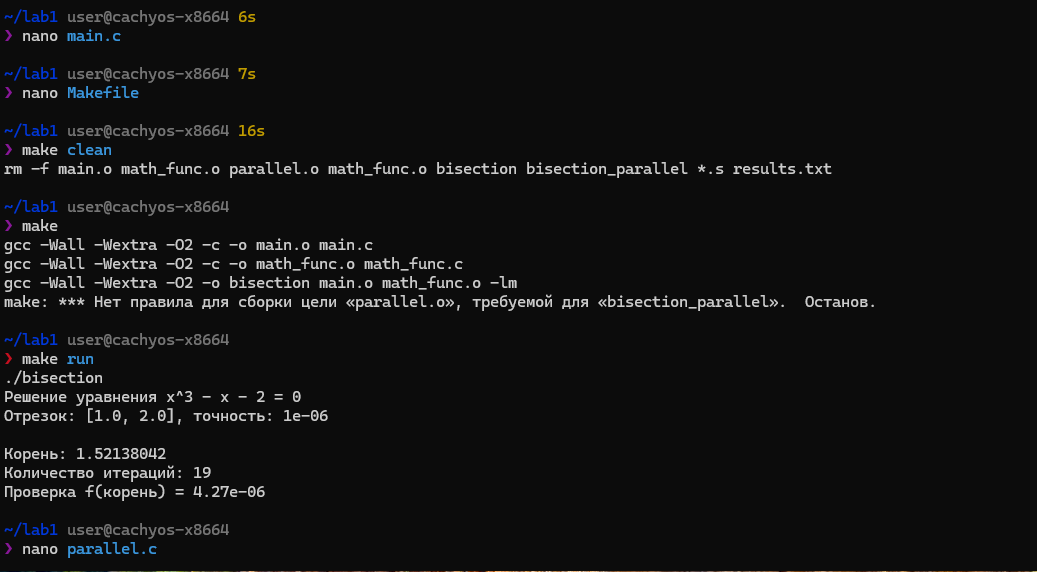 ~/lab1 user@cachyos-x8664 6s
❯ nano main.c
~/lab1 user@cachyos-x8664 7s
❯ nano Makefile
~/lab1 user@cachyos-x8664 16s
❯ make clean
rm -f main.o math_func.o parallel.o math_func.o bisection bisection_parallel *.s results.txt
~/lab1 user@cachyos-x8664
❯ make
gcc -Wall -Wextra -O2 -c -o main.o main.c
gcc -Wall -Wextra -O2 -c -o math_func.o math_func.c
gcc -Wall -Wextra -O2 -o bisection main.o math_func.o -lm
make: *** Нет правила для сборки цели «parallel.o», требуемой для «bisection_parallel».  Останов.
~/lab1 user@cachyos-x8664
❯ make run
./bisection
Решение уравнения x^3 - x - 2 = 0
Отрезок: [1.0, 2.0], точность: 1e-06
Корень: 1.52138042
Количество итераций: 19
Проверка f(корень) = 4.27e-06
~/lab1 user@cachyos-x8664
❯ nano parallel.c